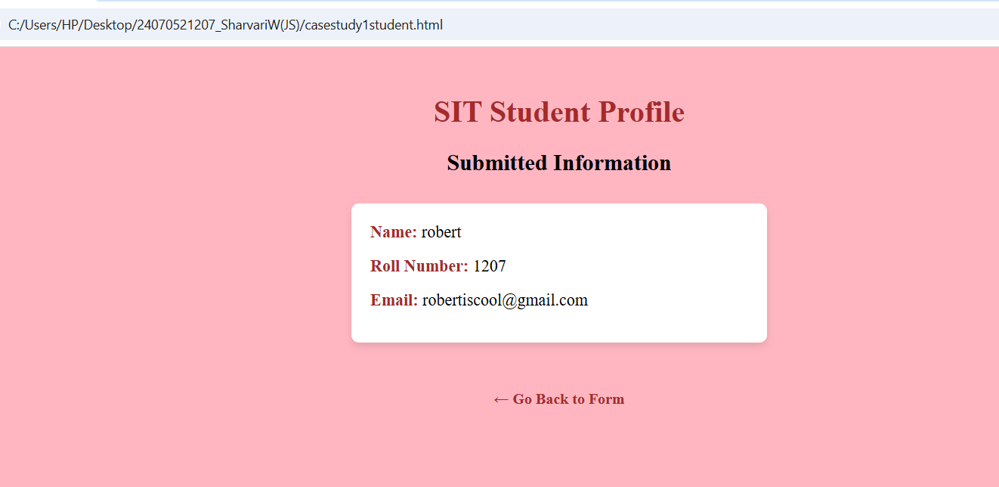 C:/Users/HP/Desktop/24070521207_SharvariW(JS)/casestudy1student.html
SIT Student Profile
Submitted Information
Name: robert
Roll Number: 1207
Email: robertiscool@gmail.com
← Go Back to Form